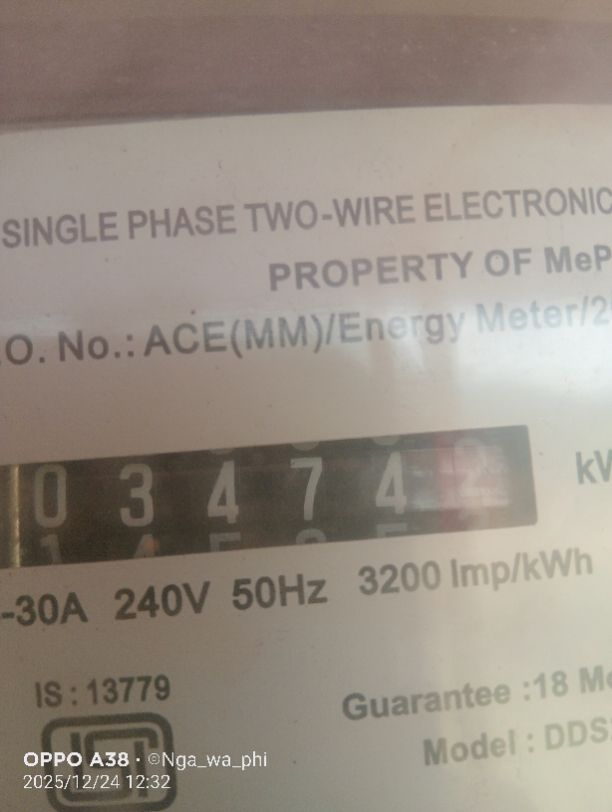 SINGLE PHASE TWO-WIRE ELECTRONIC
PROPERTY OF MeP
.O. No.: ACE(MM)/Energy Meter/2
0 3 4 7 4 2
kW
-30A 240V 50Hz 3200 Imp/kWh
IS : 13779
Guarantee :18 Mo
Model : DDS
OPPO A38 · ©Nga_wa_phi
2025/12/24 12:32